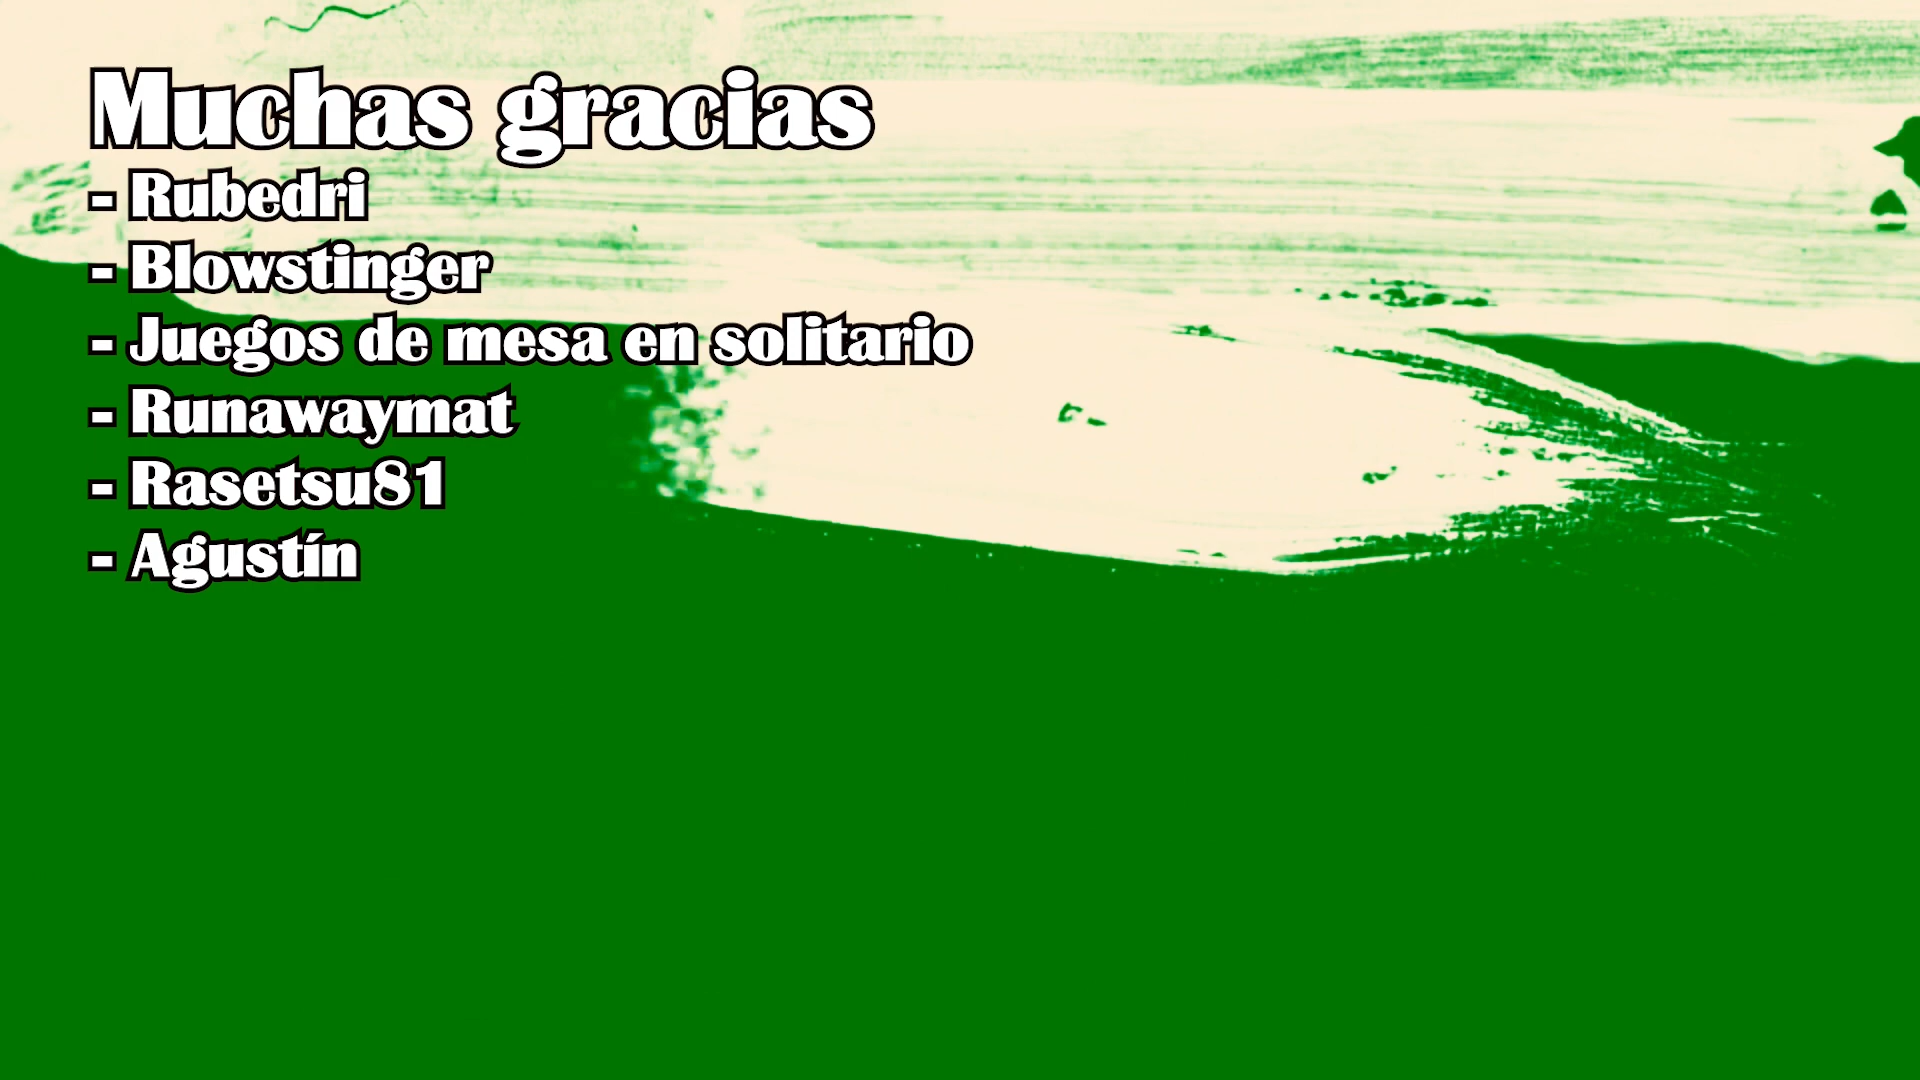 Muchas gracias
- Rubedri
- Blowstinger
- Juegos de mesa en solitario
- Runawaymat
- Rasetsu81
- Agustín